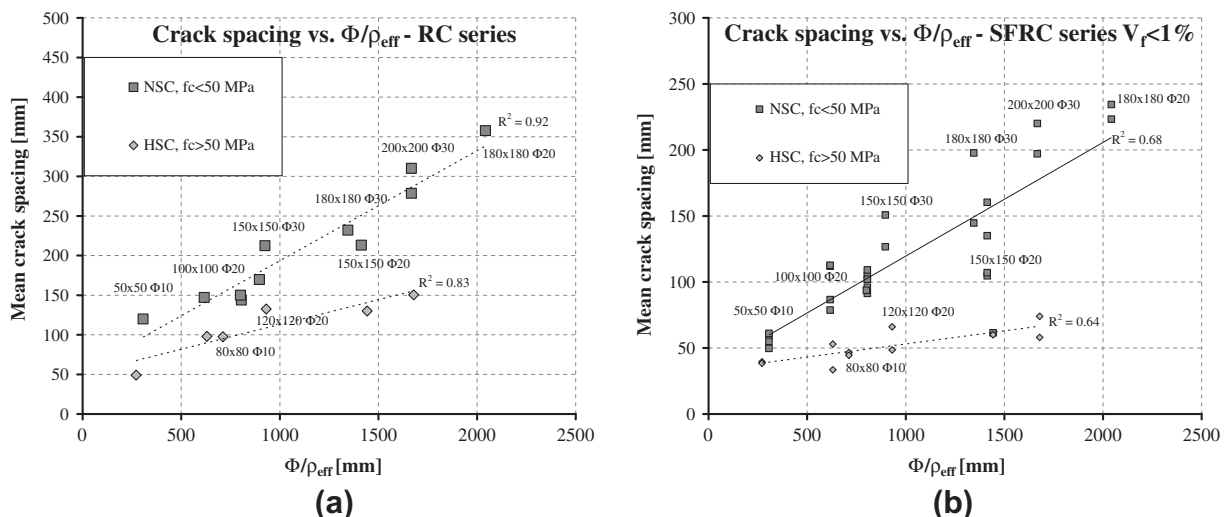 Crack spacing vs. Φ/ρeff - RC series
NSC, fc<50 MPa
HSC, fc>50 MPa
Mean crack spacing [mm]
500
450
400
350
300
250
200
150
100
50
0
R² = 0.92
200x200 Φ30
180x180 Φ20
180x180 Φ30
150x150 Φ30
150x150 Φ20
100x100 Φ20
50x50 Φ10
R² = 0.83
120x120 Φ20
80x80 Φ10
0 500 1000 1500 2000 2500
Φ/ρeff [mm]
(a)
Crack spacing vs. Φ/ρeff - SFRC series Vf<1%
NSC, fc<50 MPa
HSC, fc>50 MPa
Mean crack spacing [mm]
300
250
200
150
100
50
0
200x200 Φ30
180x180 Φ20
180x180 Φ30
R² = 0.68
150x150 Φ30
150x150 Φ20
100x100 Φ20
50x50 Φ10
120x120 Φ20
R² = 0.64
80x80 Φ10
0 500 1000 1500 2000 2500
Φ/ρeff [mm]
(b)